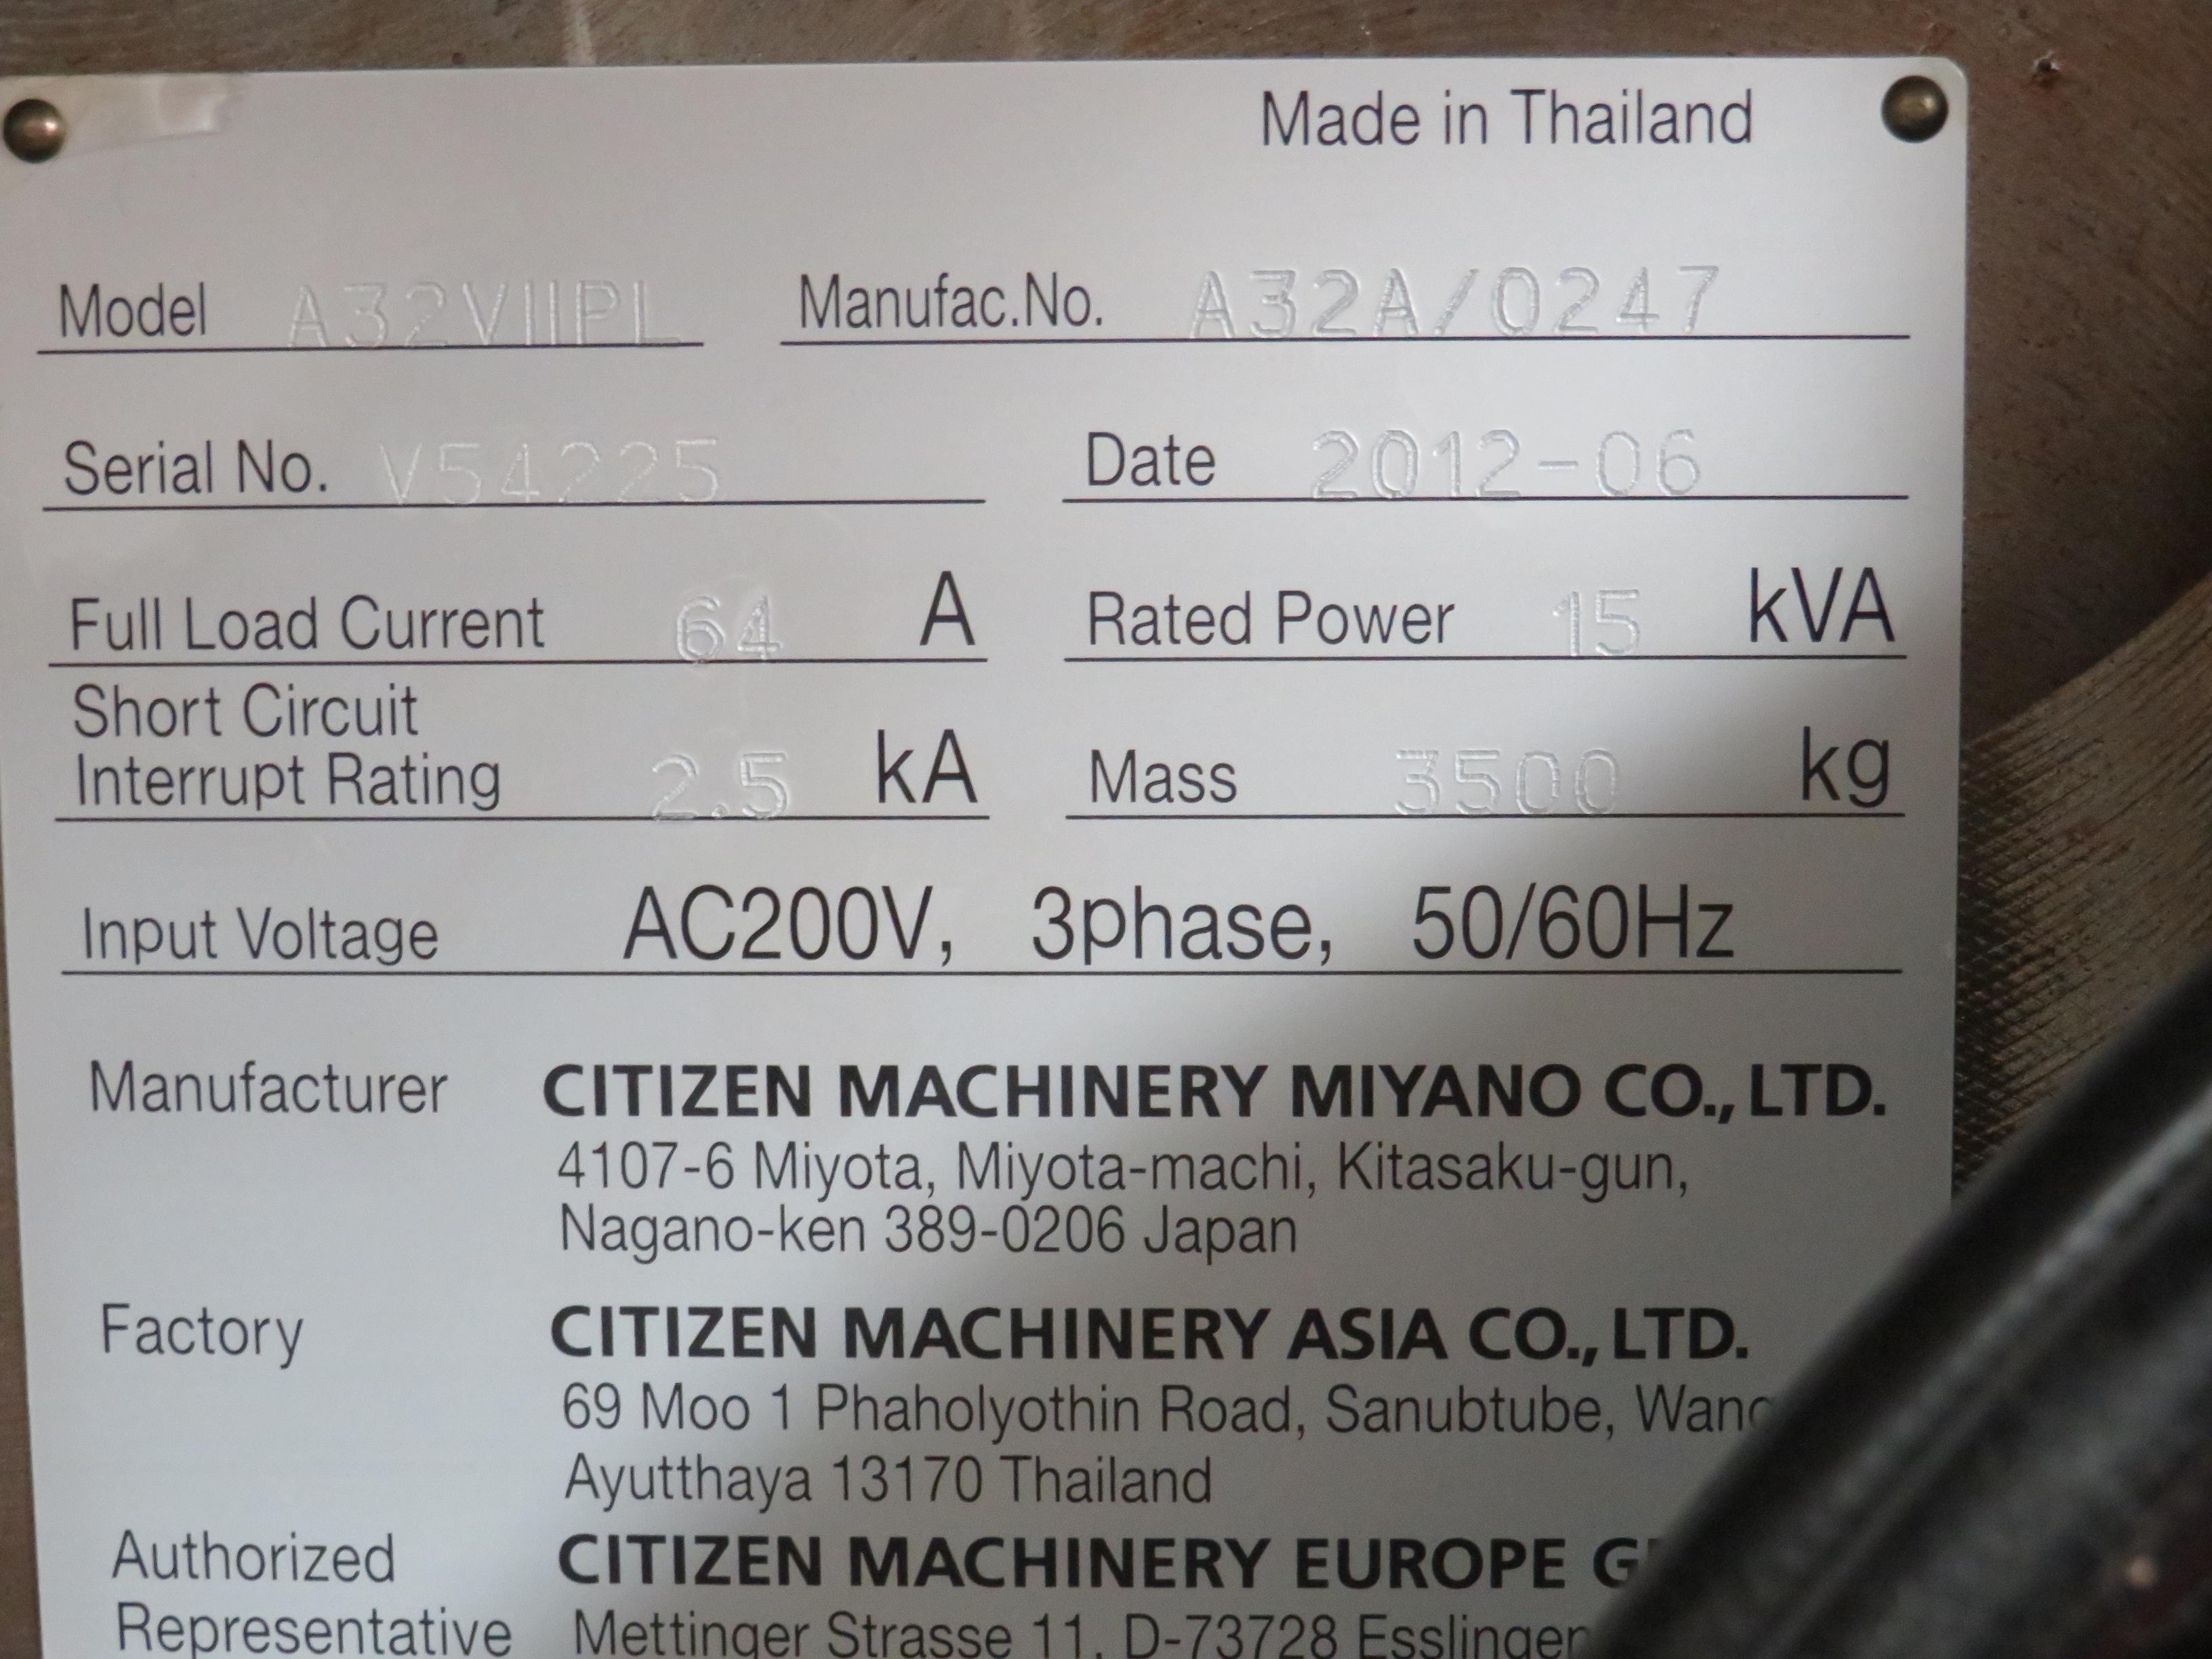 Made in Thailand
Model A32VIIPL Manufac.No. A32A/0247
Serial No. V54225 Date 2012-06
Full Load Current 64 A Rated Power 15 kVA
Short Circuit
Interrupt Rating 2.5 kA Mass 3500 kg
Input Voltage AC200V, 3phase, 50/60Hz
Manufacturer CITIZEN MACHINERY MIYANO CO., LTD.
4107-6 Miyota, Miyota-machi, Kitasaku-gun,
Nagano-ken 389-0206 Japan
Factory CITIZEN MACHINERY ASIA CO., LTD.
69 Moo 1 Phaholyothin Road, Sanubtube,
Ayutthaya 13170 Thailand
Authorized CITIZEN MACHINERY EUROPE
Representative Mettinger Strasse 11, D-73728